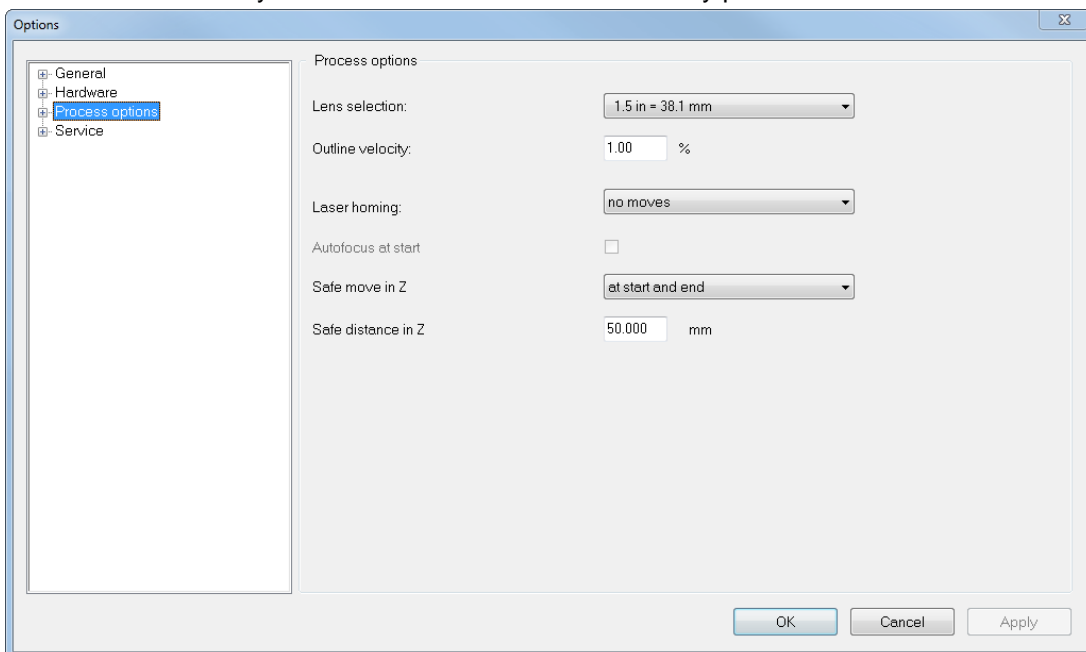 Options
General
Hardware
Process options
Service
Process options
Lens selection: 1.5 in = 38.1 mm
Outline velocity: 1.00 %
Laser homing: no moves
Autofocus at start
Safe move in Z at start and end
Safe distance in Z 50.000 mm
OK Cancel Apply